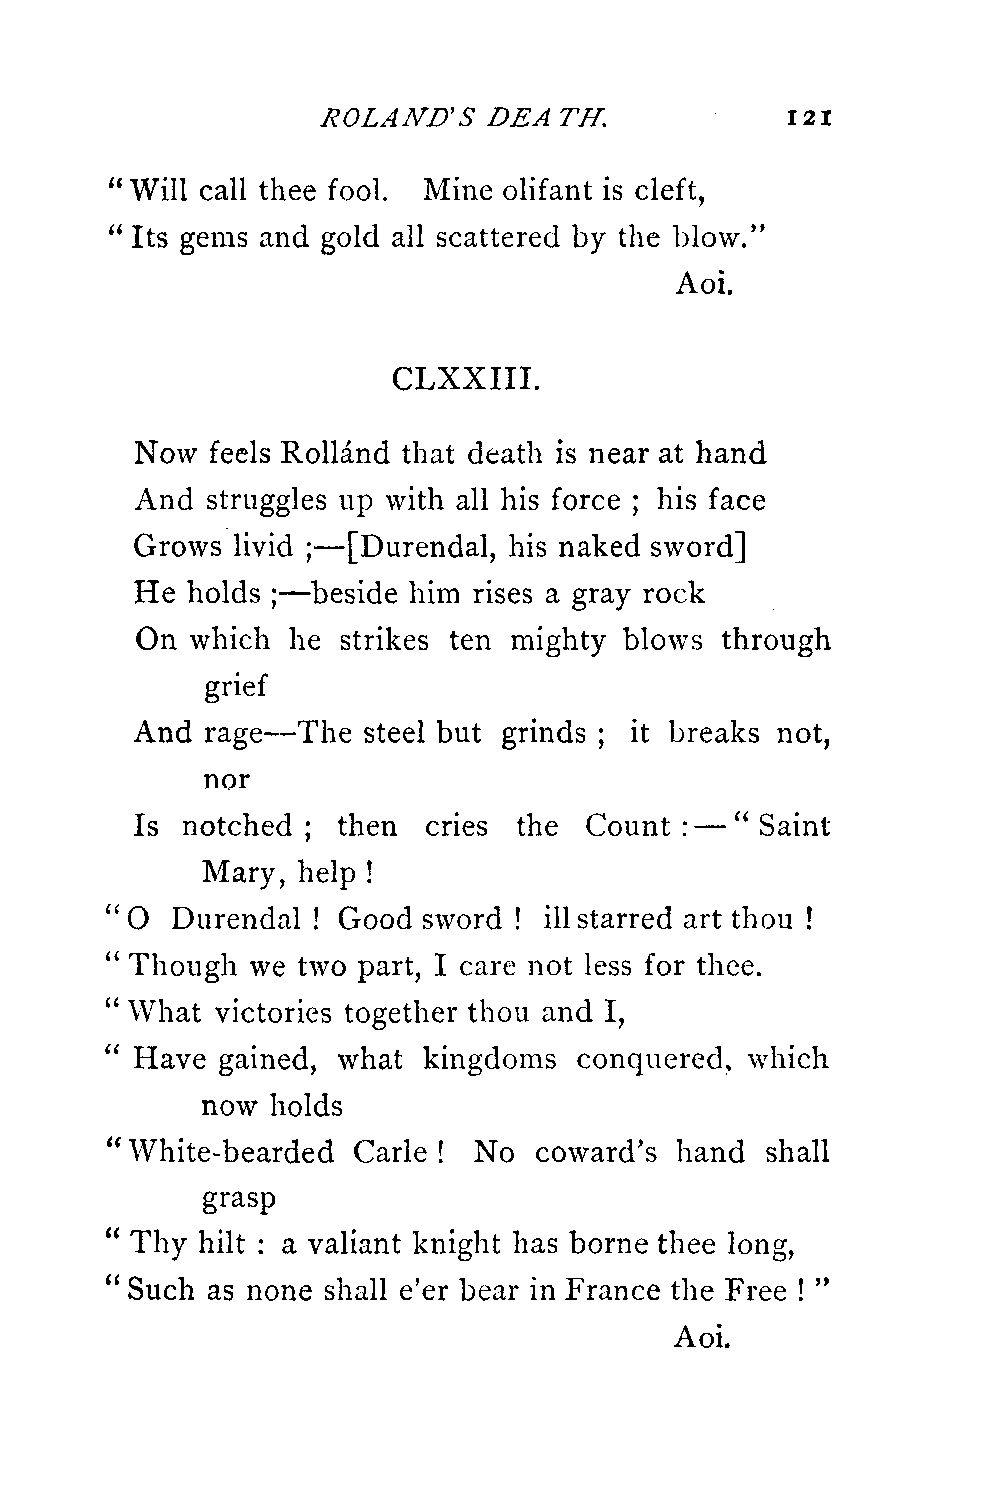 ROLAND'S DEATH. 121
“Will call thee fool. Mine olifant is cleft,
“Its gems and gold all scattered by the blow.”
Aoi.
CLXXIII.
Now feels Rollánd that death is near at hand
And struggles up with all his force ; his face
Grows livid ;—[Durendal, his naked sword]
He holds ;—beside him rises a gray rock
On which he strikes ten mighty blows through
grief
And rage—The steel but grinds ; it breaks not,
nor
Is notched ; then cries the Count :—“ Saint
Mary, help !
“O Durendal ! Good sword ! ill starred art thou !
“Though we two part, I care not less for thee.
“What victories together thou and I,
“ Have gained, what kingdoms conquered, which
now holds
“White-bearded Carle ! No coward's hand shall
grasp
“ Thy hilt : a valiant knight has borne thee long,
“Such as none shall e'er bear in France the Free ! ”
Aoi.